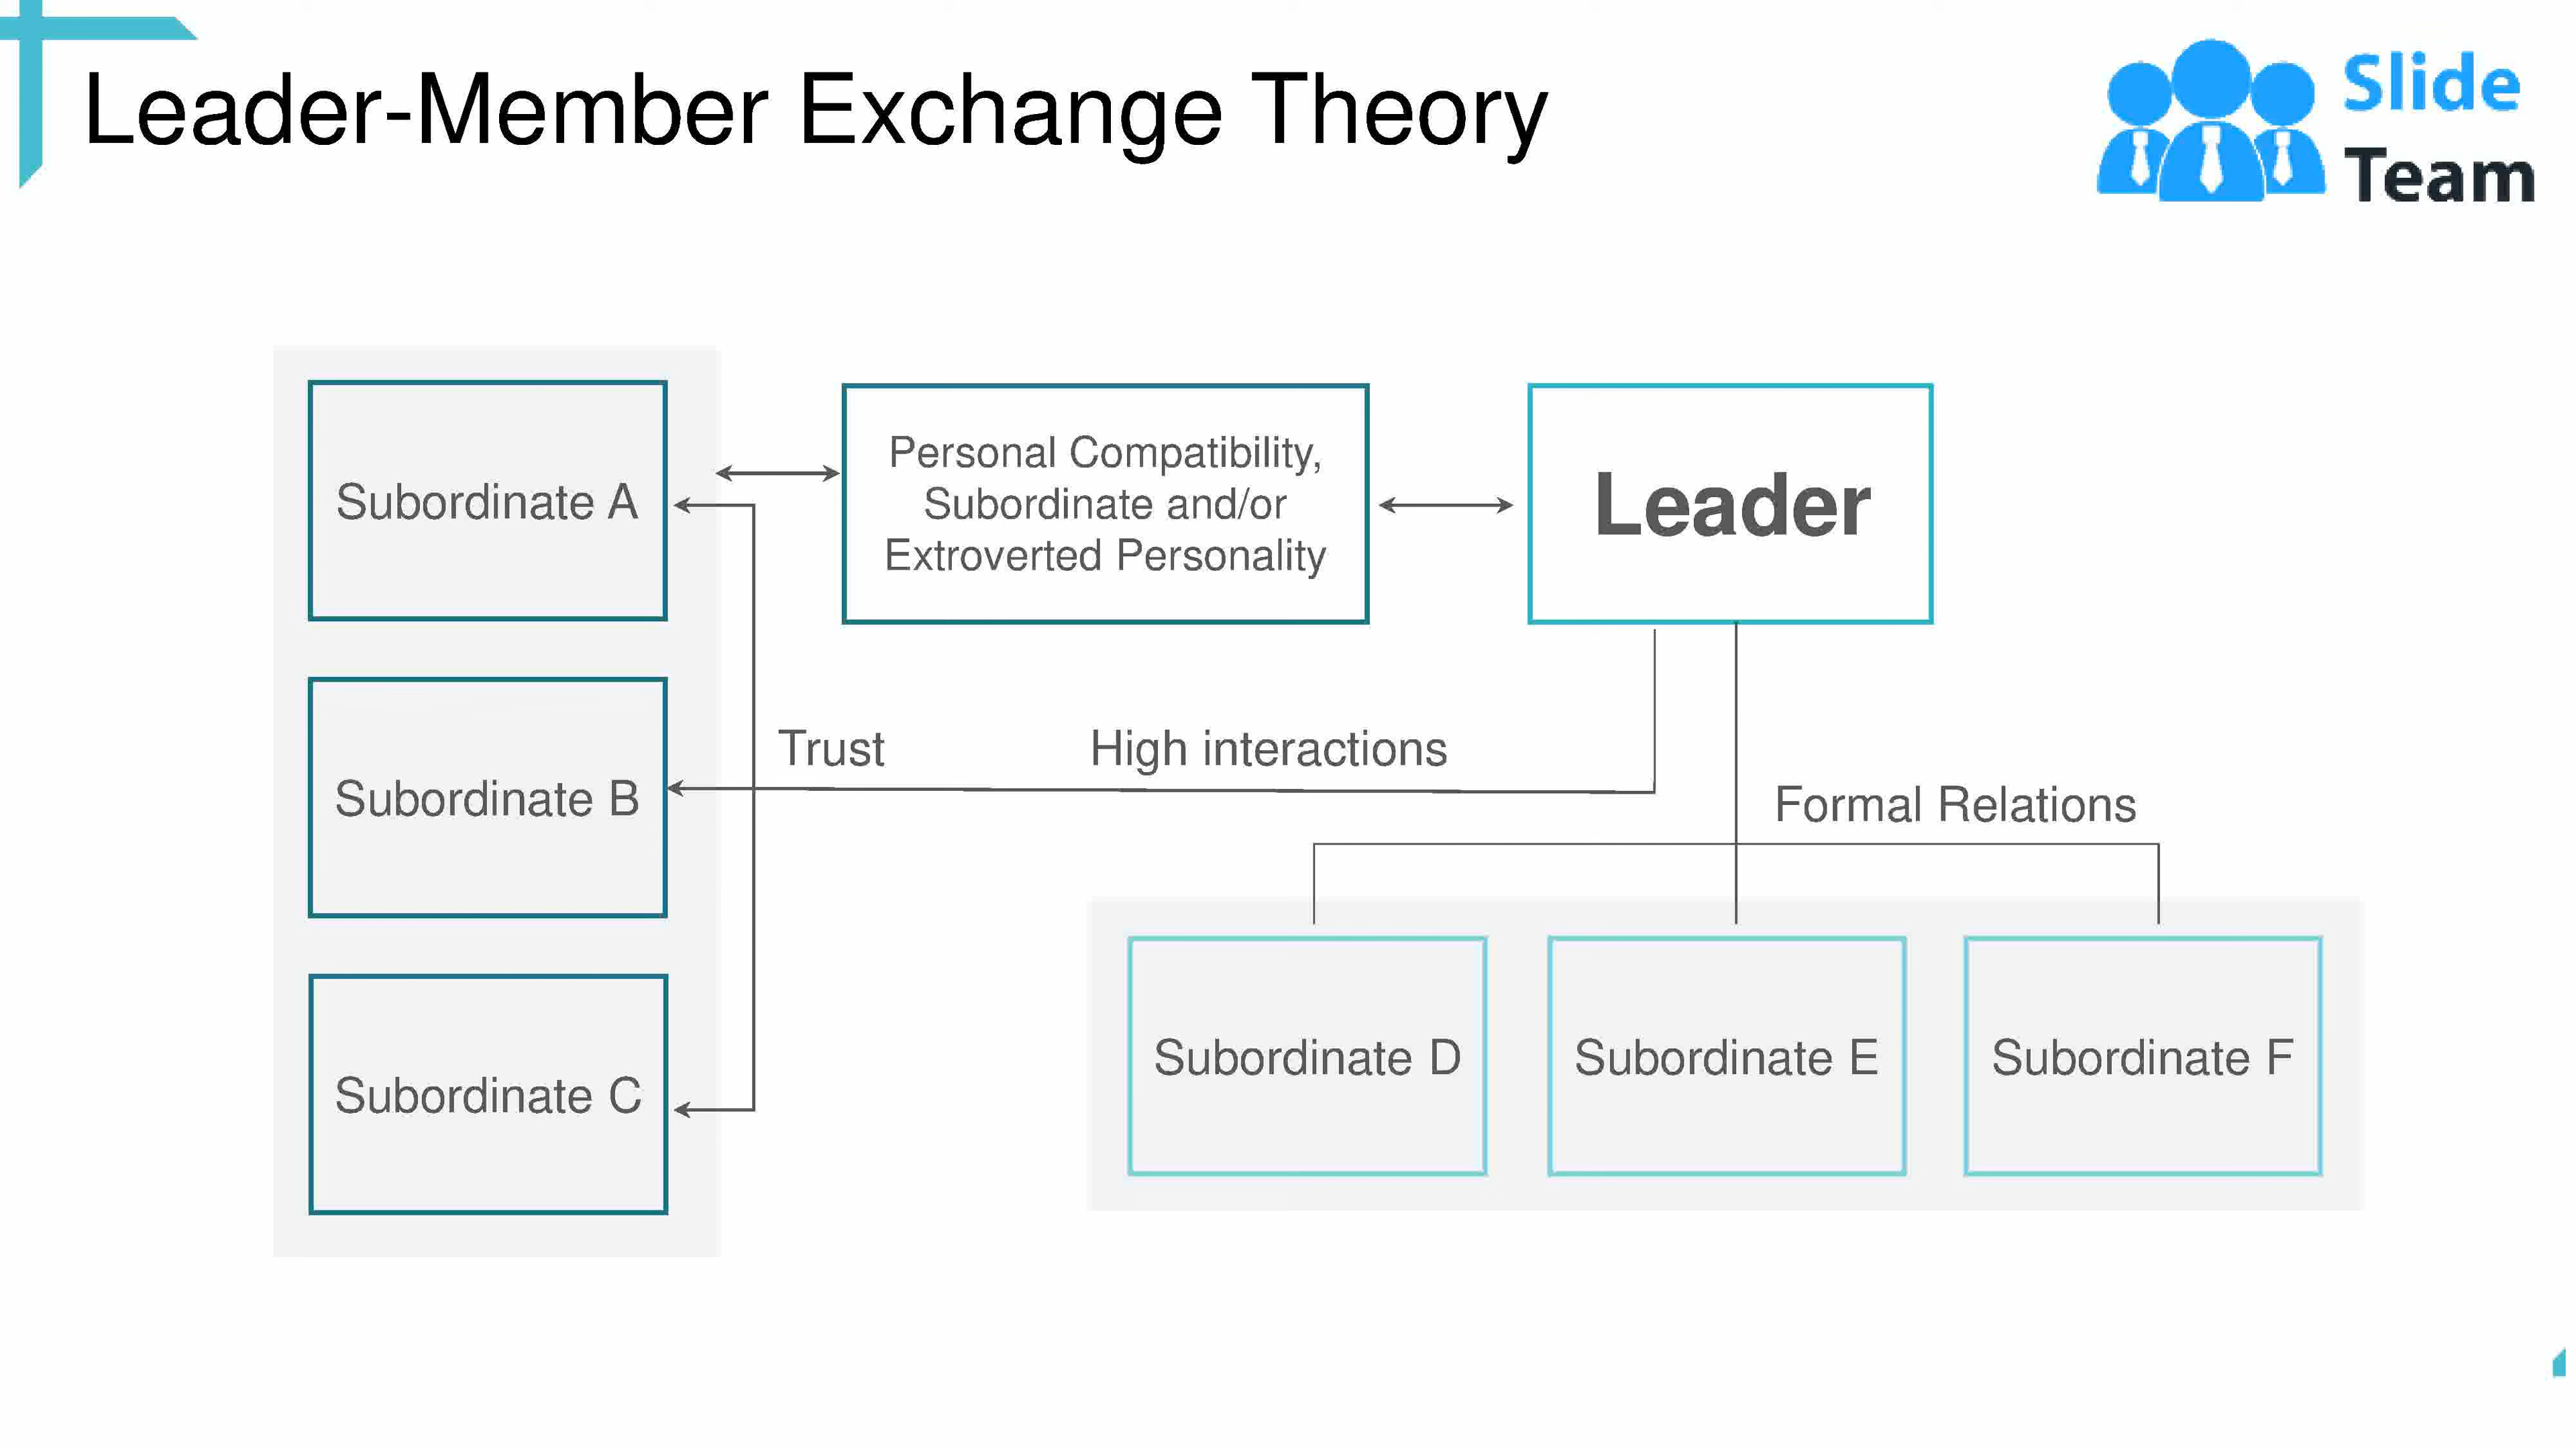 Leader-Member Exchange Theory
Slide
Team
Subordinate A
Personal Compatibility,
Subordinate and/or
Extroverted Personality
Leader
Trust
High interactions
Subordinate B
Formal Relations
Subordinate C
Subordinate D
Subordinate E
Subordinate F